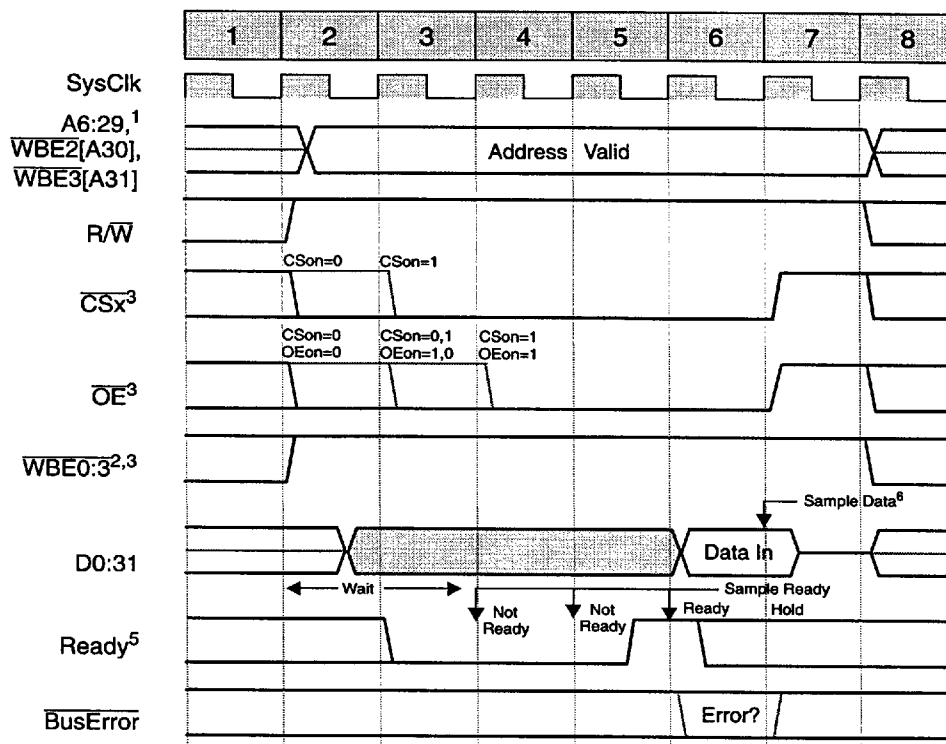 1 2 3 4 5 6 7 8
SysClk
A6:29,¹
WBE2[A30],
WBE3[A31]
Address Valid
R/W
CSon=0 CSon=1
CSx³
CSon=0 CSon=0,1 CSon=1
OEon=0 OEon=1,0 OEon=1
OE³
WBE0:3²,³
Sample Data⁶
D0:31
Data In
Wait
Sample Ready
Not Ready
Not Ready
Ready
Hold
Ready⁵
BusError
Error?